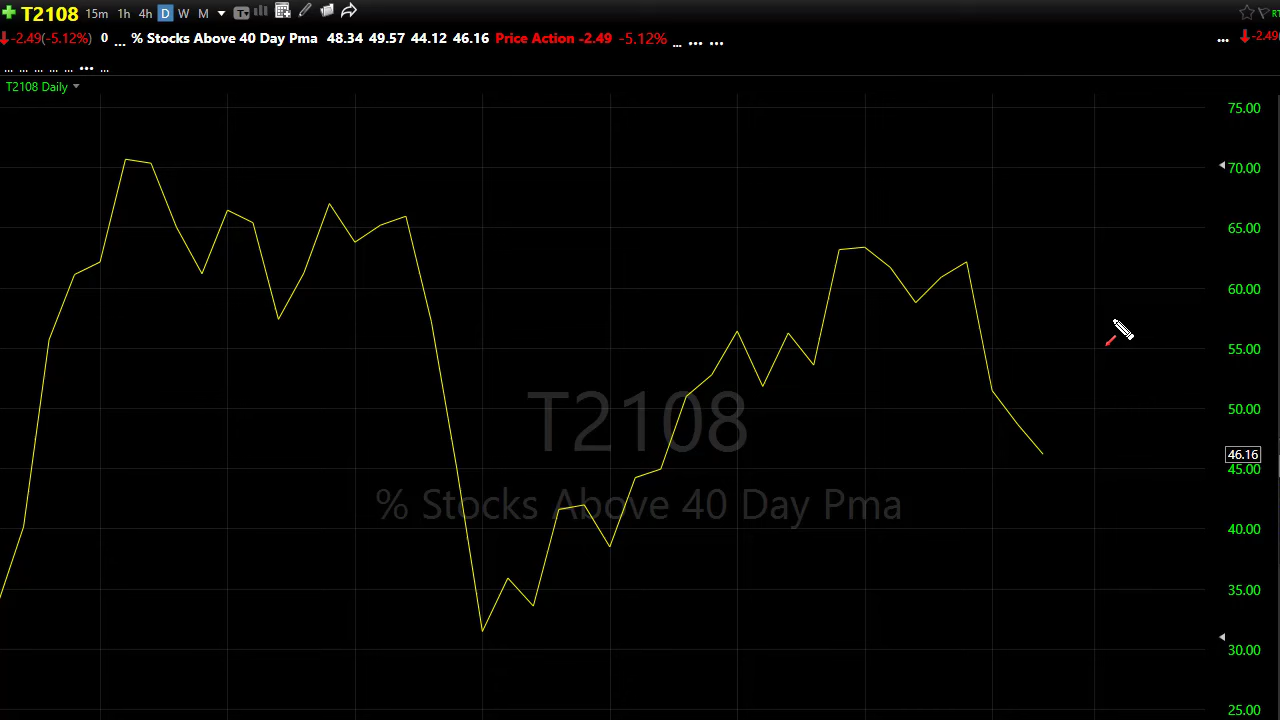 T2108 15m 1h 4h D W M T
-2.49(-5.12%) 0 ... % Stocks Above 40 Day Pma 48.34 49.57 44.12 46.16 Price Action -2.49 -5.12% ... ... ... ... -2.49
... ... ... ... ... ... ...
T2108 Daily
75.00
70.00
65.00
60.00
55.00
50.00
46.16
45.00
40.00
35.00
30.00
25.00
T2108
% Stocks Above 40 Day Pma